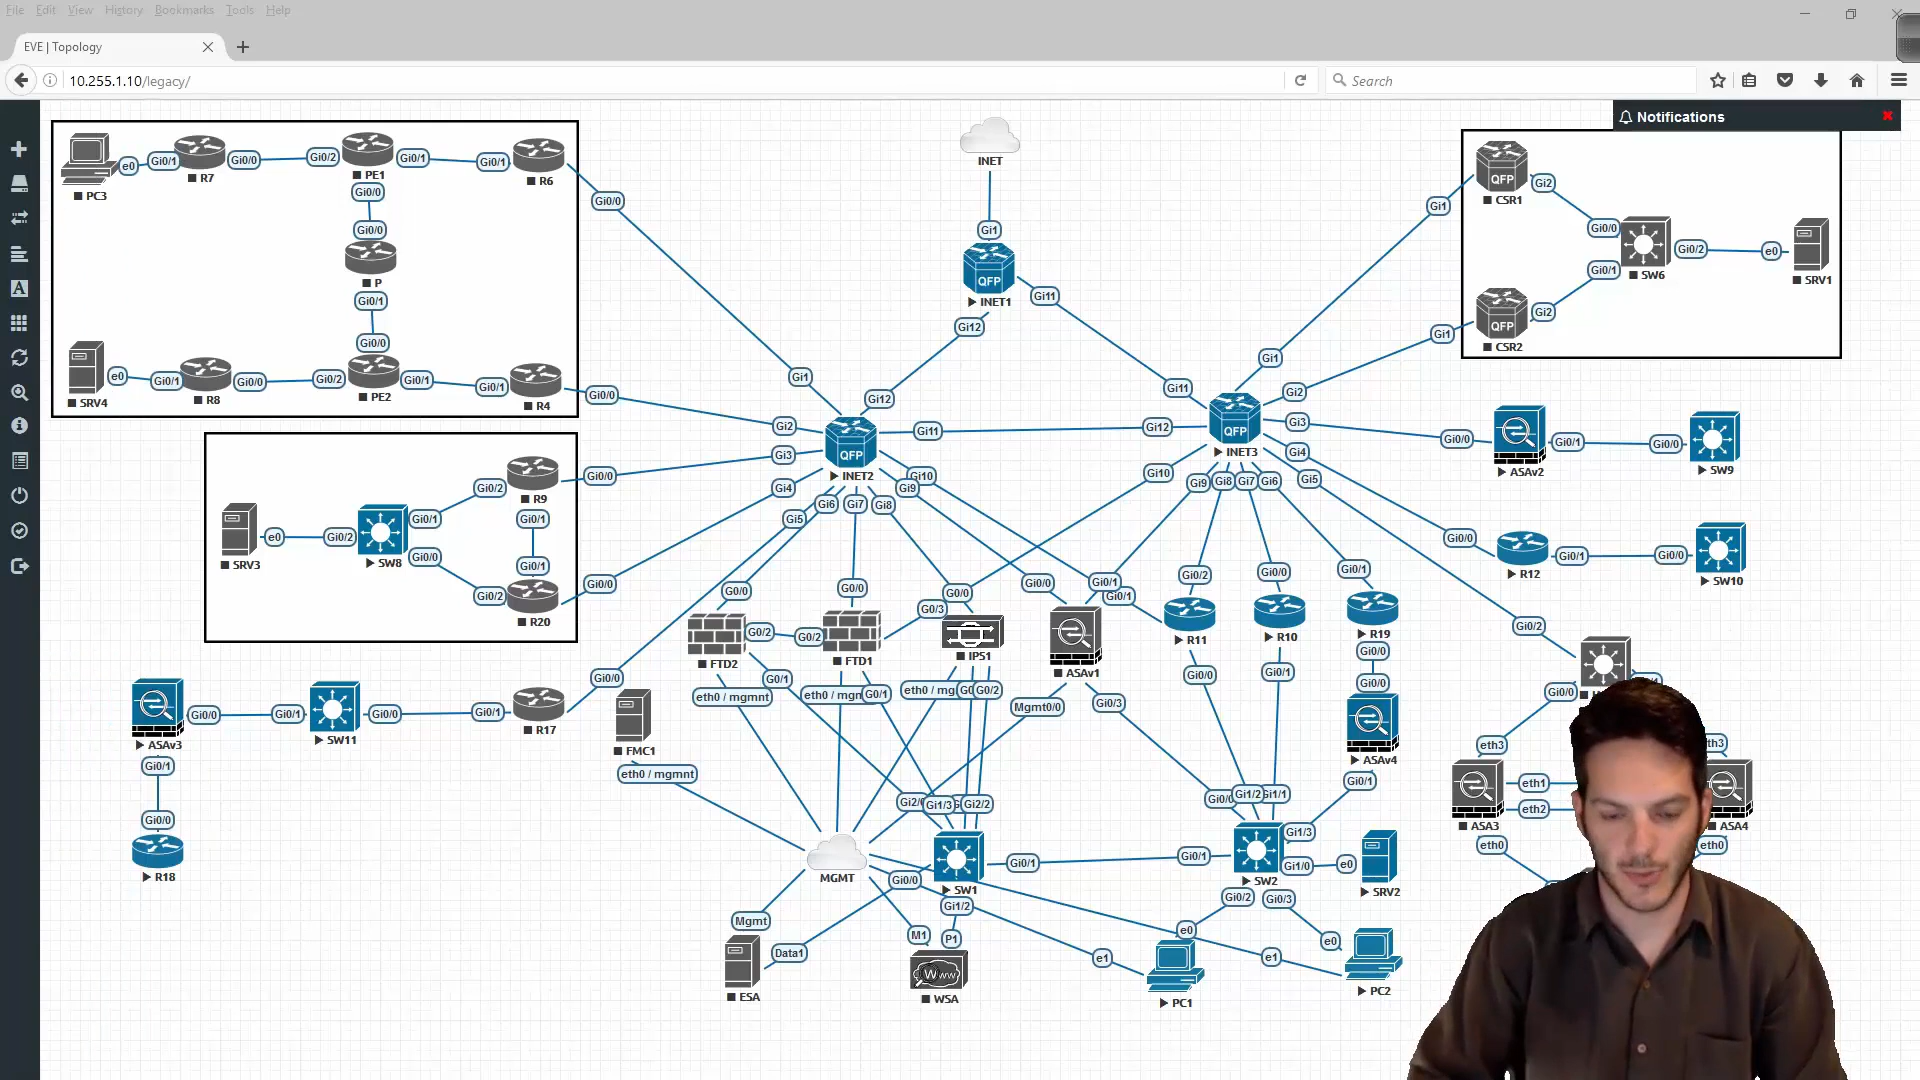 File Edit View History Bookmarks Tools Help
EVE | Topology
10.255.1.10/legacy/
Search
Notifications
INET
PC3 e0 Gi0/1 R7 Gi0/0 Gi0/2 PE1 Gi0/1 Gi0/1 R6 Gi0/0
Gi0/0
Gi0/0
P
Gi0/1
Gi0/0
SRV4 e0 Gi0/1 R8 Gi0/0 Gi0/2 PE2 Gi0/1 Gi0/1 R4 Gi0/0
Gi1
QFP
INET1
Gi11
Gi12
Gi1
QFP
CSR1
Gi2
Gi0/0
SW6
Gi0/2
e0
SRV1
Gi0/1
Gi1
QFP
CSR2
Gi2
Gi1
Gi12
Gi2
Gi3
Gi4
QFP
INET2
Gi11
Gi12
Gi10
Gi9
Gi5
Gi6
Gi7
Gi8
Gi11
Gi1
Gi2
Gi3
Gi4
Gi5
QFP
INET3
Gi10
Gi9
Gi8
Gi7
Gi6
Gi0/0
ASAv2
Gi0/1
Gi0/0
SW9
Gi0/0
R12
Gi0/1
Gi0/0
SW10
SRV3
e0
Gi0/2
SW8
Gi0/1
Gi0/0
Gi0/2
R9
Gi0/0
Gi0/1
Gi0/1
Gi0/2
R20
Gi0/0
G0/0
FTD2
G0/2
G0/2
G0/0
FTD1
G0/3
G0/0
IPS1
Gi0/0
ASAv1
Gi0/1
Gi0/1
Gi0/2
R11
Gi0/0
R10
Gi0/1
R19
Gi0/0
Gi0/0
ASAv4
Gi0/1
Gi0/2
Gi0/0
ASAv3
Gi0/0
Gi0/1
SW11
Gi0/0
Gi0/1
R17
Gi0/0
Gi0/1
Gi0/0
R18
FMC1
eth0 / mgmnt
eth0 / mgmnt
G0/1
G0/1
G0/2
Mgmt0/0
Gi0/3
Gi0/0
Gi0/1
MGMT
Gi1/3
Gi2/2
Gi0/0
SW1
Gi0/1
Gi1/2
Gi0/1
Gi1/2
Gi1/1
Gi1/3
SW2
Gi1/0
e0
SRV2
Gi0/2
Gi0/3
Mgmt
ESA
Data1
M1
P1
WSA
e0
e1
PC1
e0
e1
PC2
eth3
ASA3
eth1
eth2
eth0
ASA4
eth0